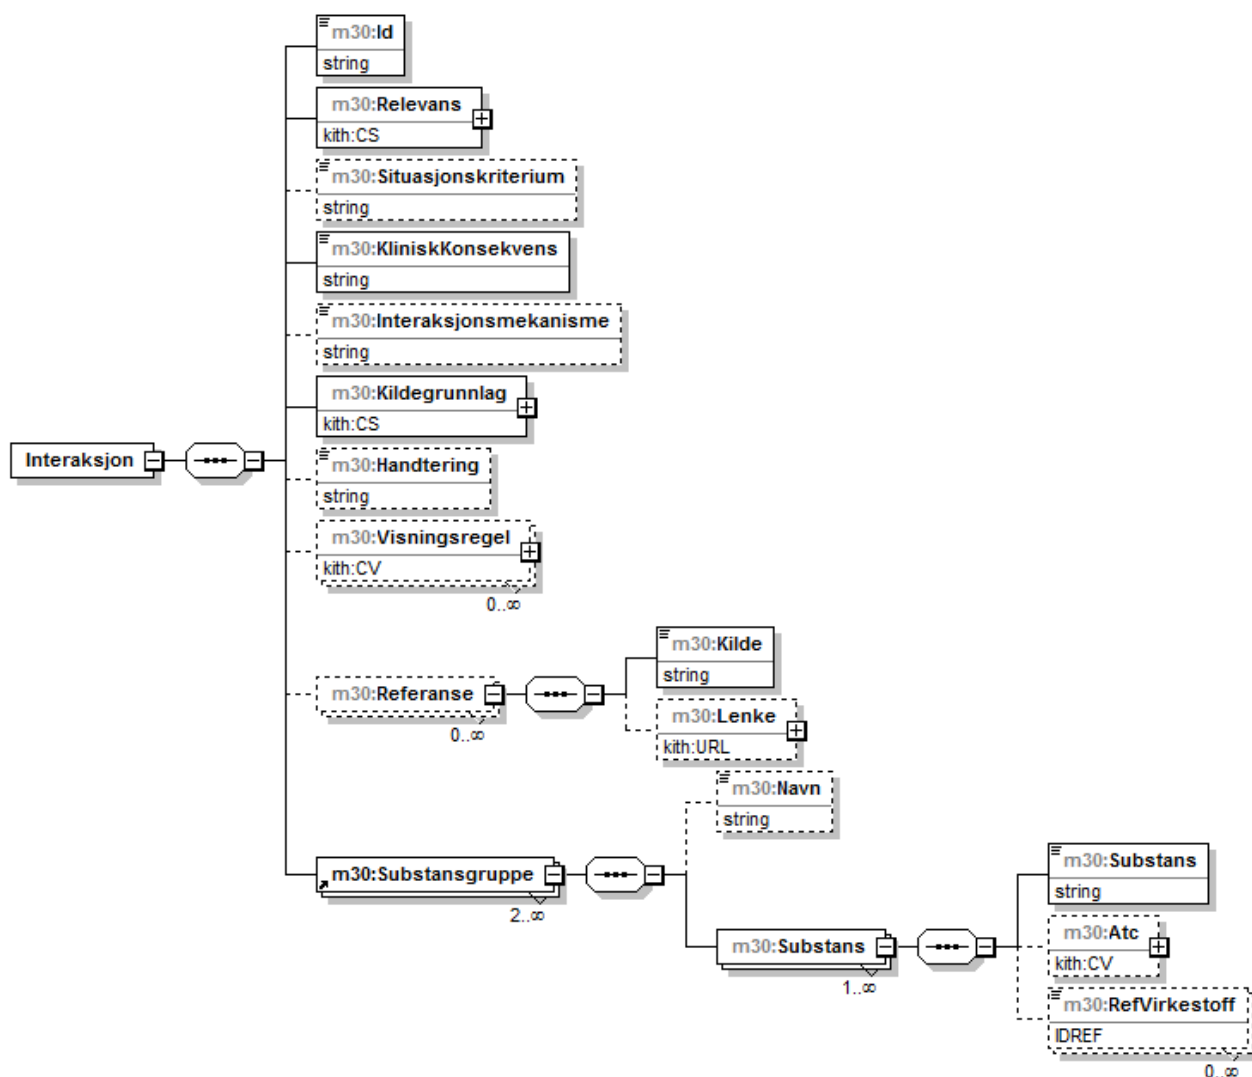 m30:Id
string
m30:Relevans
kith:CS
m30:Situasjonskriterium
string
m30:KliniskKonsekvens
string
m30:Interaksjonsmekanisme
string
m30:Kildegrunnlag
kith:CS
Interaksjon
m30:Handtering
string
m30:Visningsregel
kith:CV
0..∞
m30:Kilde
string
m30:Referanse
0..∞
m30:Lenke
kith:URL
m30:Navn
string
m30:Substansgruppe
2..∞
m30:Substans
string
m30:Substans
1..∞
m30:Atc
kith:CV
m30:RefVirkestoff
IDREF
0..∞